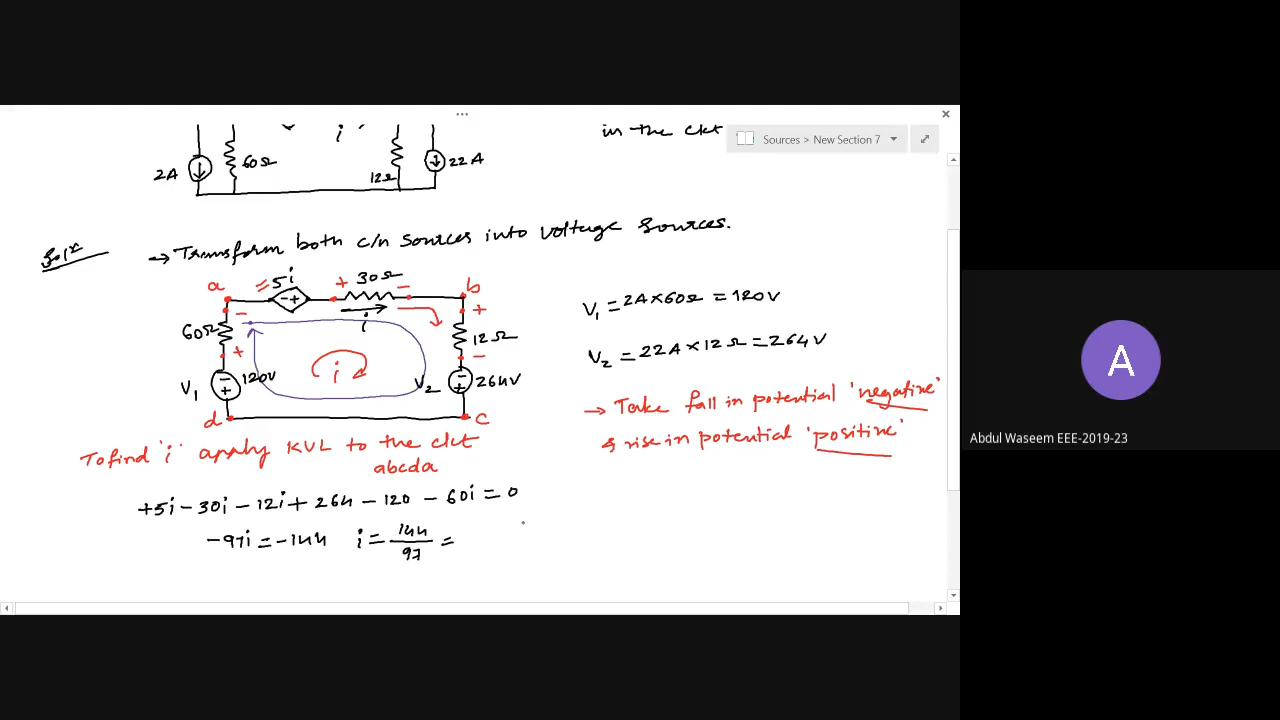 in the ckt
Sources > New Section 7
i
2A
60Ω
12Ω
22A
Sol:
→ Transform both c/n sources into voltage sources.
a
5i
- +
+ 30Ω -
b
i
60Ω
-
+
+
12Ω
-
V1
-
+
120V
i
V2
-
+
264V
d
c
V1 = 2A×60Ω = 120V
V2 = 22A×12Ω = 264V
→ Take fall in potential 'negative'
& rise in potential 'positive'
To find 'i' apply KVL to the ckt
abcda
+5i - 30i - 12i + 264 - 120 - 60i = 0
-97i = -144 i = 144/97 =
A
Abdul Waseem EEE-2019-23